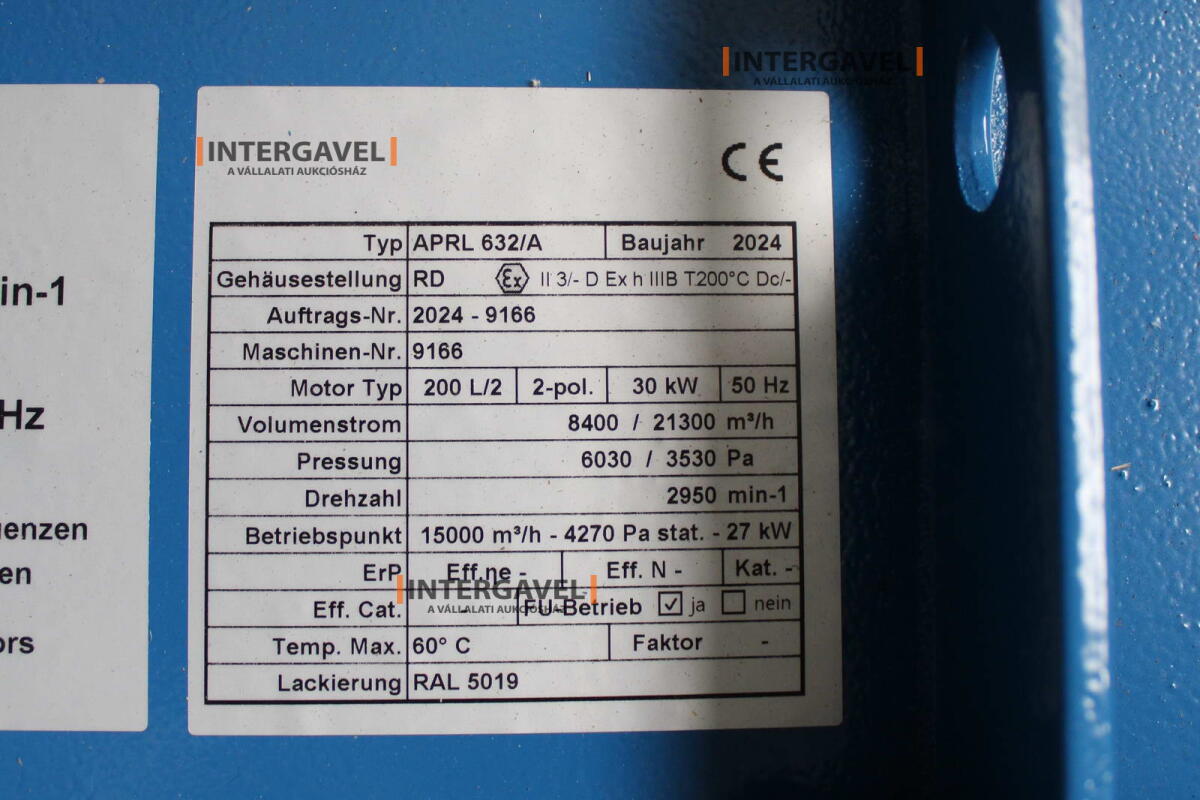 INTERGAVEL
A VÁLLALATI AUKCIÓSHÁZ
INTERGAVEL
A VÁLLALATI AUKCIÓSHÁZ
CE
Typ APRL 632/A Baujahr 2024
Gehäusestellung RD Ex II 3/- D Ex h IIIB T200°C Dc/-
in-1
Auftrags-Nr. 2024 - 9166
Maschinen-Nr. 9166
Motor Typ 200 L/2 2-pol. 30 kW 50 Hz
Hz
Volumenstrom 8400 / 21300 m³/h
Pressung 6030 / 3530 Pa
Drehzahl 2950 min-1
uenzen
Betriebspunkt 15000 m³/h - 4270 Pa stat. - 27 kW
en
ErP Eff.ne - Eff. N - Kat. -
INTERGAVEL
A VÁLLALATI AUKCIÓSHÁZ
Eff. Cat. - FU-Betrieb ja nein
ors
Temp. Max. 60° C Faktor -
Lackierung RAL 5019